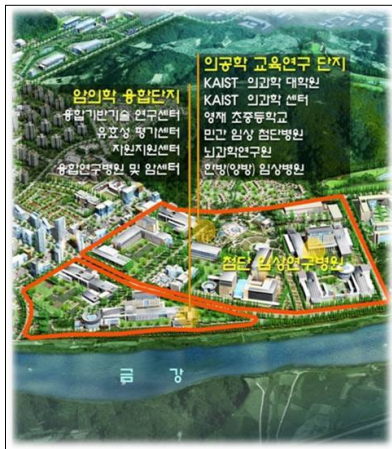 의공학 교육연구 단지
KAIST 의과학 대학원
KAIST 의과학 센터
영재 초중등학교
민간 임상 첨단병원
뇌과학연구원
한방(양방) 임상병원
암의학 융합단지
융합기반기술 연구센터
유효성 평가센터
자원지원센터
융합연구병원 및 암센터
첨단 임상연구병원
금 강